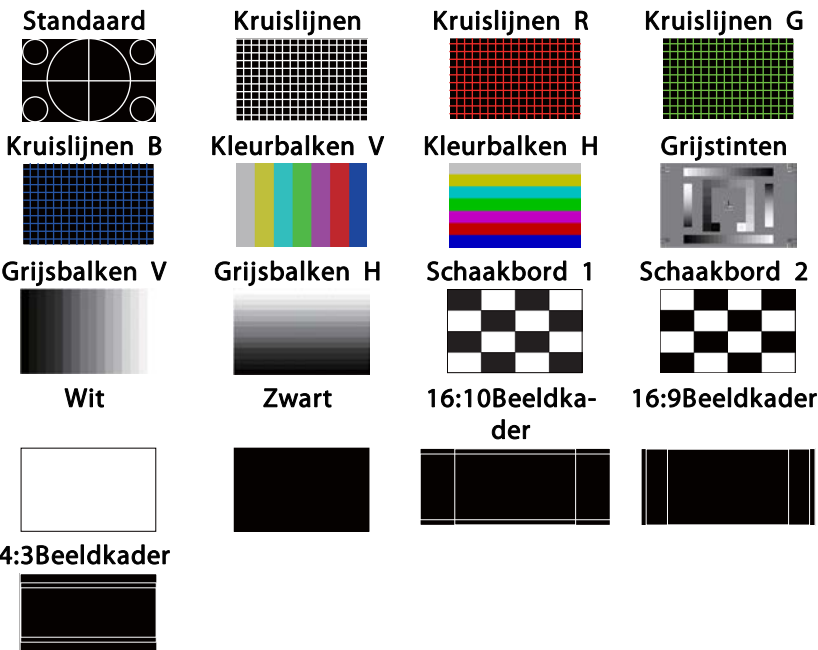 Standaard Kruislijnen Kruislijnen R Kruislijnen G
Kruislijnen B Kleurbalken V Kleurbalken H Grijstinten
Grijsbalken V Grijsbalken H Schaakbord 1 Schaakbord 2
Wit Zwart 16:10Beeldka- 16:9Beeldkader
der
4:3Beeldkader